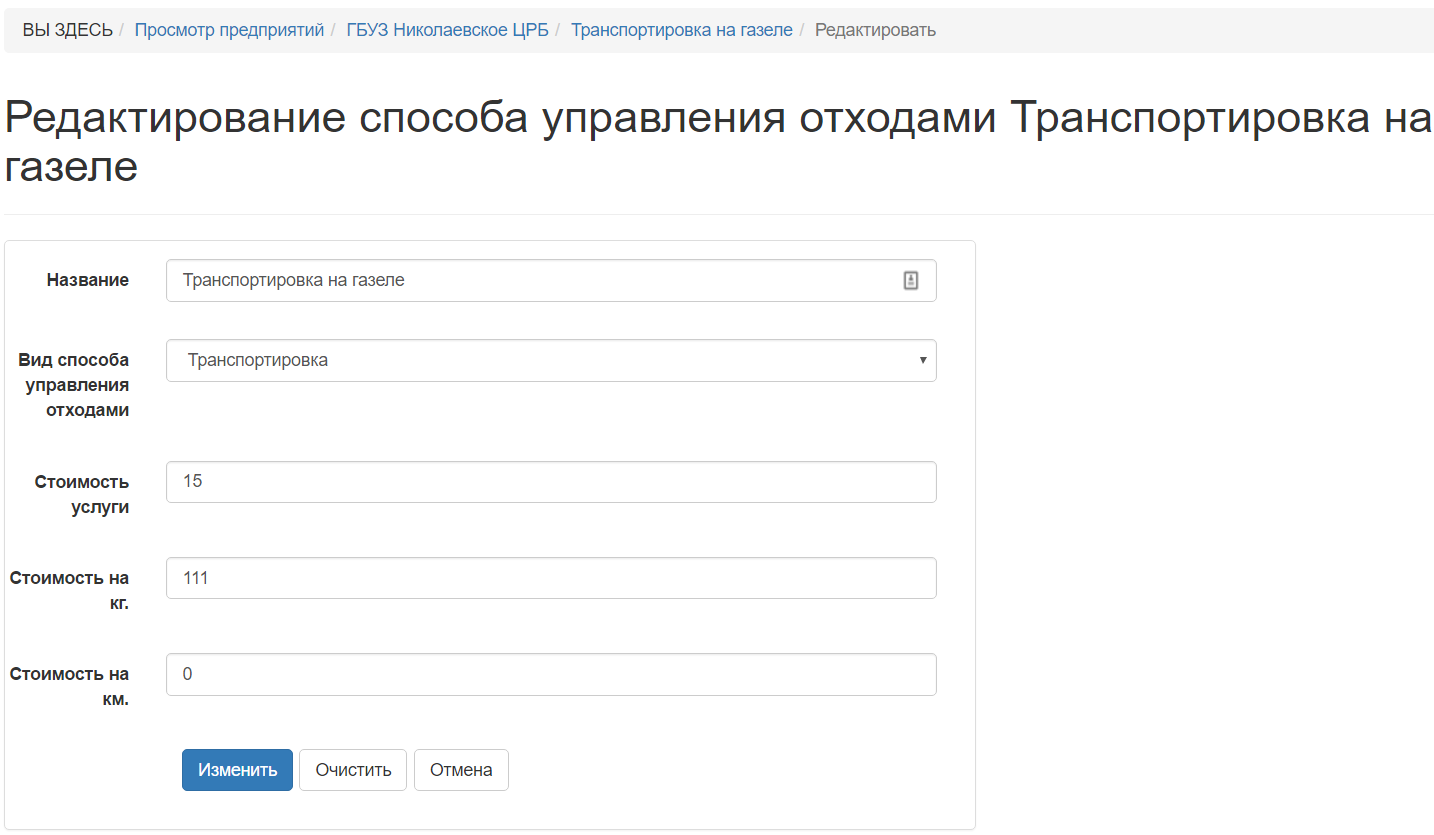 ВЫ ЗДЕСЬ / Просмотр предприятий / ГБУЗ Николаевское ЦРБ / Транспортировка на газеле / Редактировать
Редактирование способа управления отходами Транспортировка на
газеле
Название
Транспортировка на газеле
Вид способа
управления
отходами
Транспортировка
Стоимость
услуги
15
Стоимость на
кг.
111
Стоимость на
км.
0
Изменить Очистить Отмена